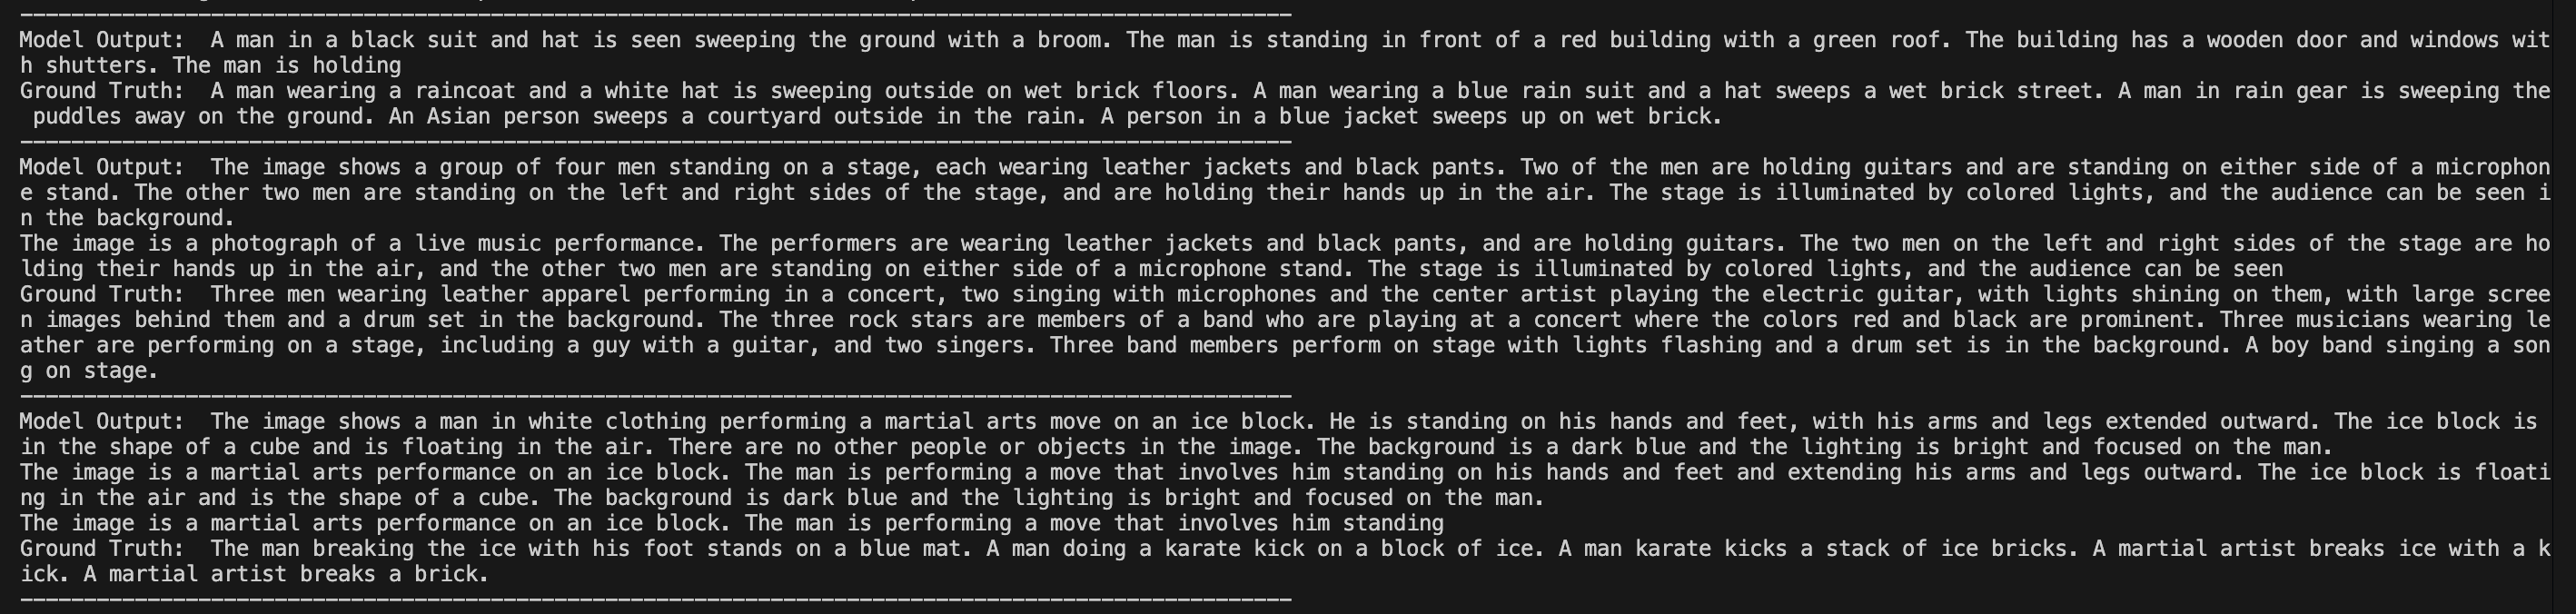 Model Output:  A man in a black suit and hat is seen sweeping the ground with a broom. The man is standing in front of a red building with a green roof. The building has a wooden door and windows wit
h shutters. The man is holding
Ground Truth:  A man wearing a raincoat and a white hat is sweeping outside on wet brick floors. A man wearing a blue rain suit and a hat sweeps a wet brick street. A man in rain gear is sweeping the
 puddles away on the ground. An Asian person sweeps a courtyard outside in the rain. A person in a blue jacket sweeps up on wet brick.
Model Output:  The image shows a group of four men standing on a stage, each wearing leather jackets and black pants. Two of the men are holding guitars and are standing on either side of a microphon
e stand. The other two men are standing on the left and right sides of the stage, and are holding their hands up in the air. The stage is illuminated by colored lights, and the audience can be seen i
n the background.
The image is a photograph of a live music performance. The performers are wearing leather jackets and black pants, and are holding guitars. The two men on the left and right sides of the stage are ho
lding their hands up in the air, and the other two men are standing on either side of a microphone stand. The stage is illuminated by colored lights, and the audience can be seen
Ground Truth:  Three men wearing leather apparel performing in a concert, two singing with microphones and the center artist playing the electric guitar, with lights shining on them, with large scree
n images behind them and a drum set in the background. The three rock stars are members of a band who are playing at a concert where the colors red and black are prominent. Three musicians wearing le
ather are performing on a stage, including a guy with a guitar, and two singers. Three band members perform on stage with lights flashing and a drum set is in the background. A boy band singing a son
g on stage.
Model Output:  The image shows a man in white clothing performing a martial arts move on an ice block. He is standing on his hands and feet, with his arms and legs extended outward. The ice block is
in the shape of a cube and is floating in the air. There are no other people or objects in the image. The background is a dark blue and the lighting is bright and focused on the man.
The image is a martial arts performance on an ice block. The man is performing a move that involves him standing on his hands and feet and extending his arms and legs outward. The ice block is floati
ng in the air and is the shape of a cube. The background is dark blue and the lighting is bright and focused on the man.
The image is a martial arts performance on an ice block. The man is performing a move that involves him standing
Ground Truth:  The man breaking the ice with his foot stands on a blue mat. A man doing a karate kick on a block of ice. A man karate kicks a stack of ice bricks. A martial artist breaks ice with a k
ick. A martial artist breaks a brick.